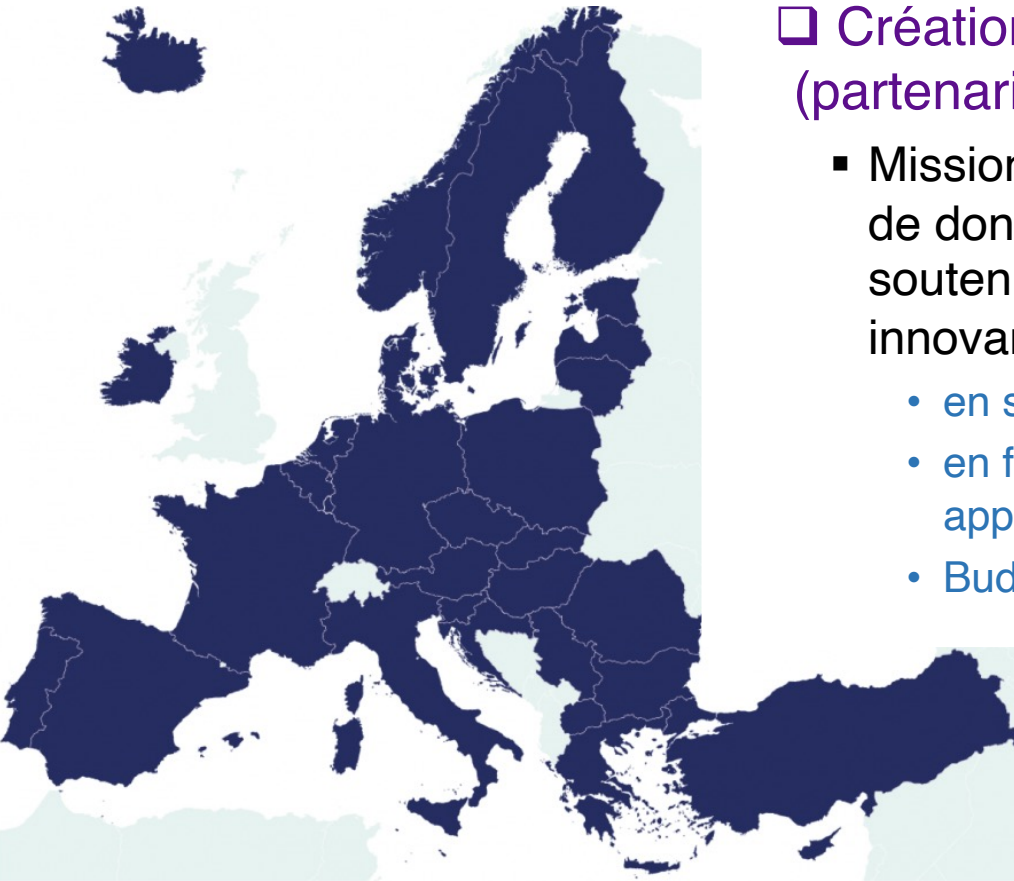 ❑ Création
(partenari
▪ Mission
de don
souten
innovar
• en s
• en f
app
• Bud